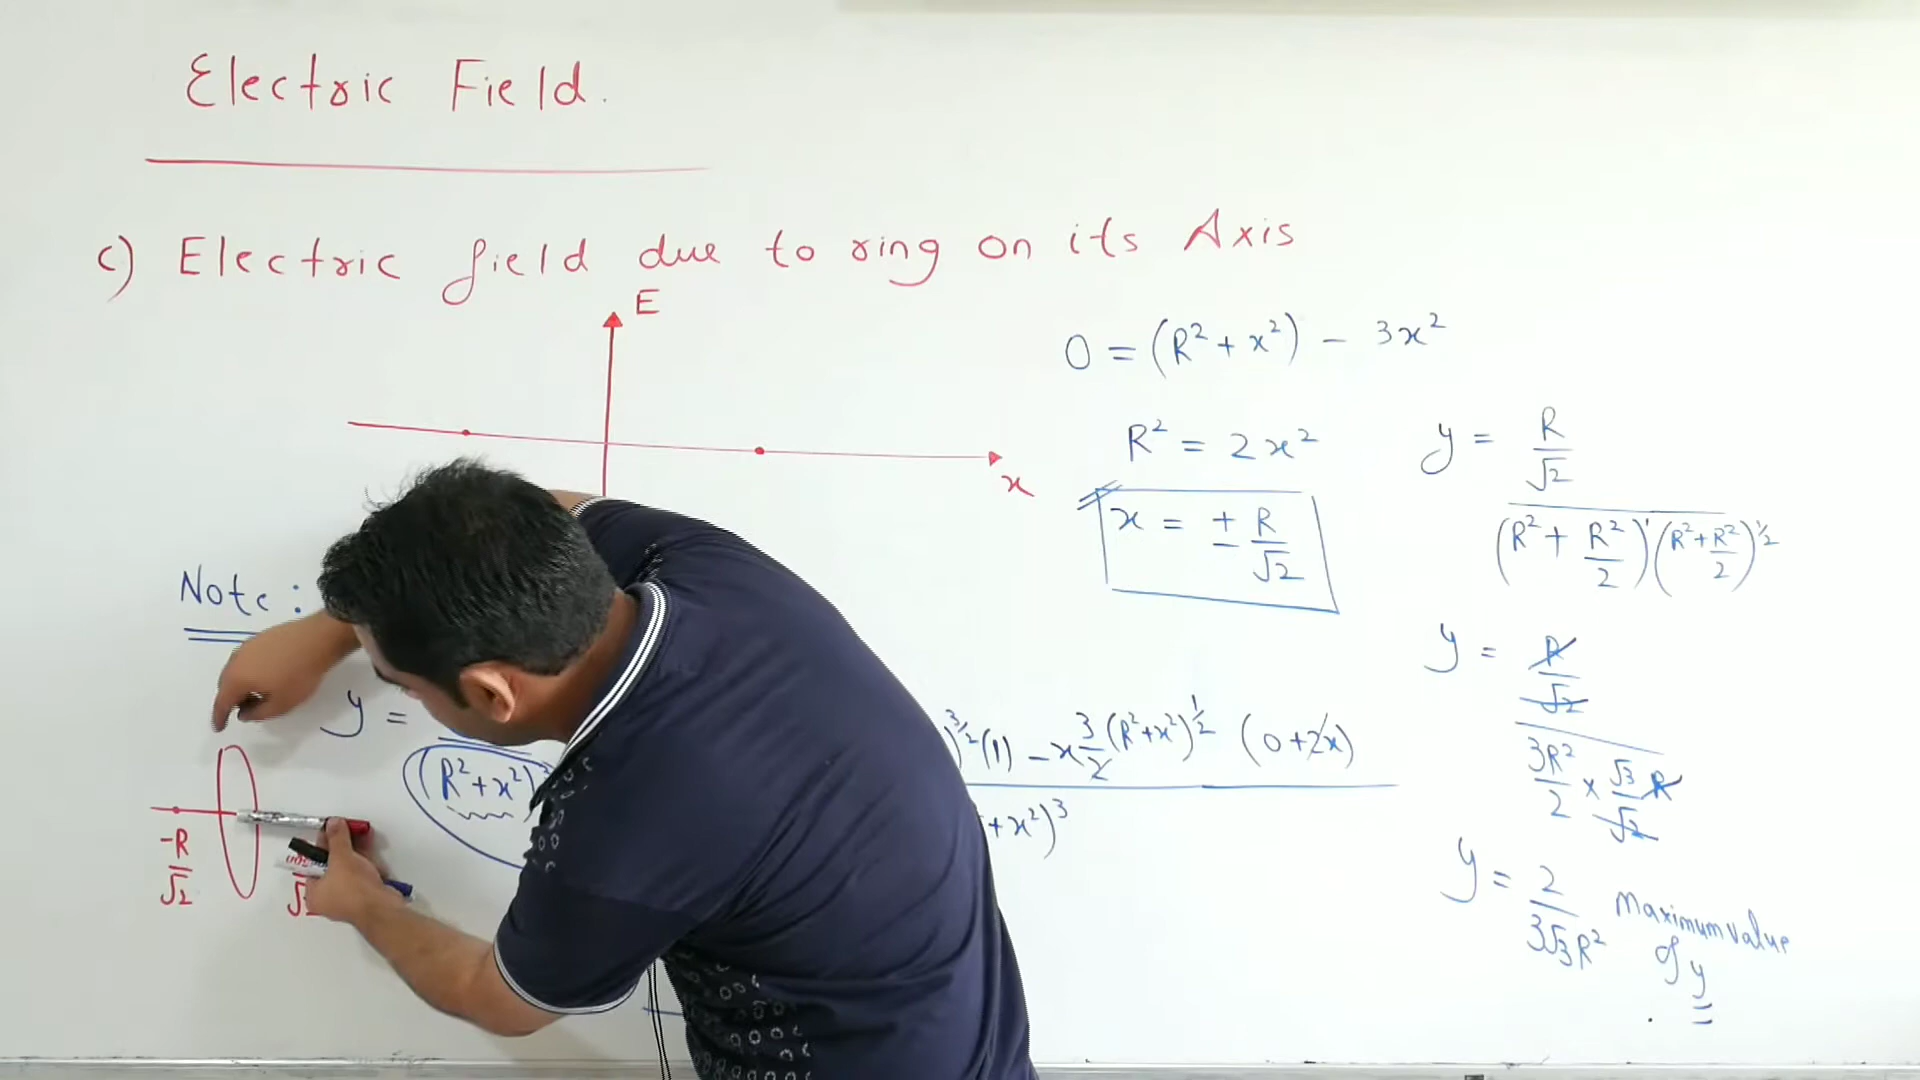 Electric Field.
c) Electric field due to ring on its Axis
E
x
0 = (R² + x²) - 3x²
R² = 2x²
x = ± R/√2
y = (R/√2) / (R² + R²/2)¹ (R² + R²/2)^1/2
y = (R/√2) / (3R²/2 × √3R/√2)
y = 2/3√3R² Maximum value of y
Note:
y =
(R²+x²)
)^3/2 (1) - x 3/2 (R²+x²)^1/2 (0+2x)
+x²)³
-R/√2